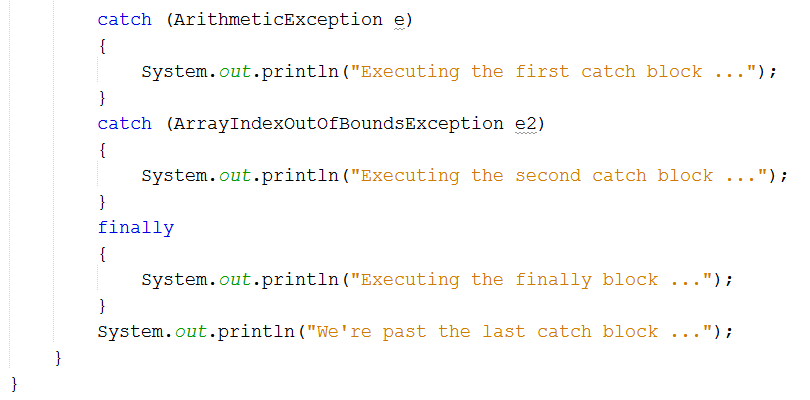 catch (ArithmeticException e)
{
System.out.println("Executing the first catch block ...");
}
catch (ArrayIndexOutOfBoundsException e2)
{
System.out.println("Executing the second catch block ...");
}
finally
{
System.out.println("Executing the finally block ...");
}
System.out.println("We're past the last catch block ...");
}
}